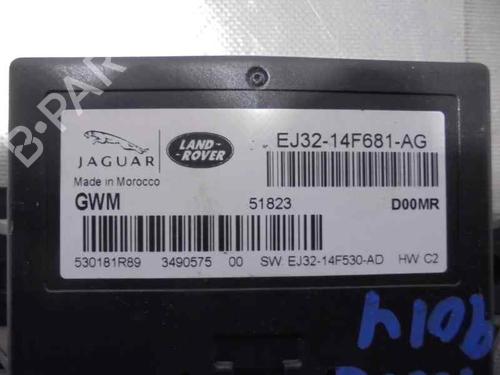 B-PARTS
JAGUAR
LAND-
-ROVER
EJ32-14F681-AG
Made in Morocco
GWM 51823 D00MR
530181R89 3490575 00 SW: EJ32-14F530-AD HW: C2